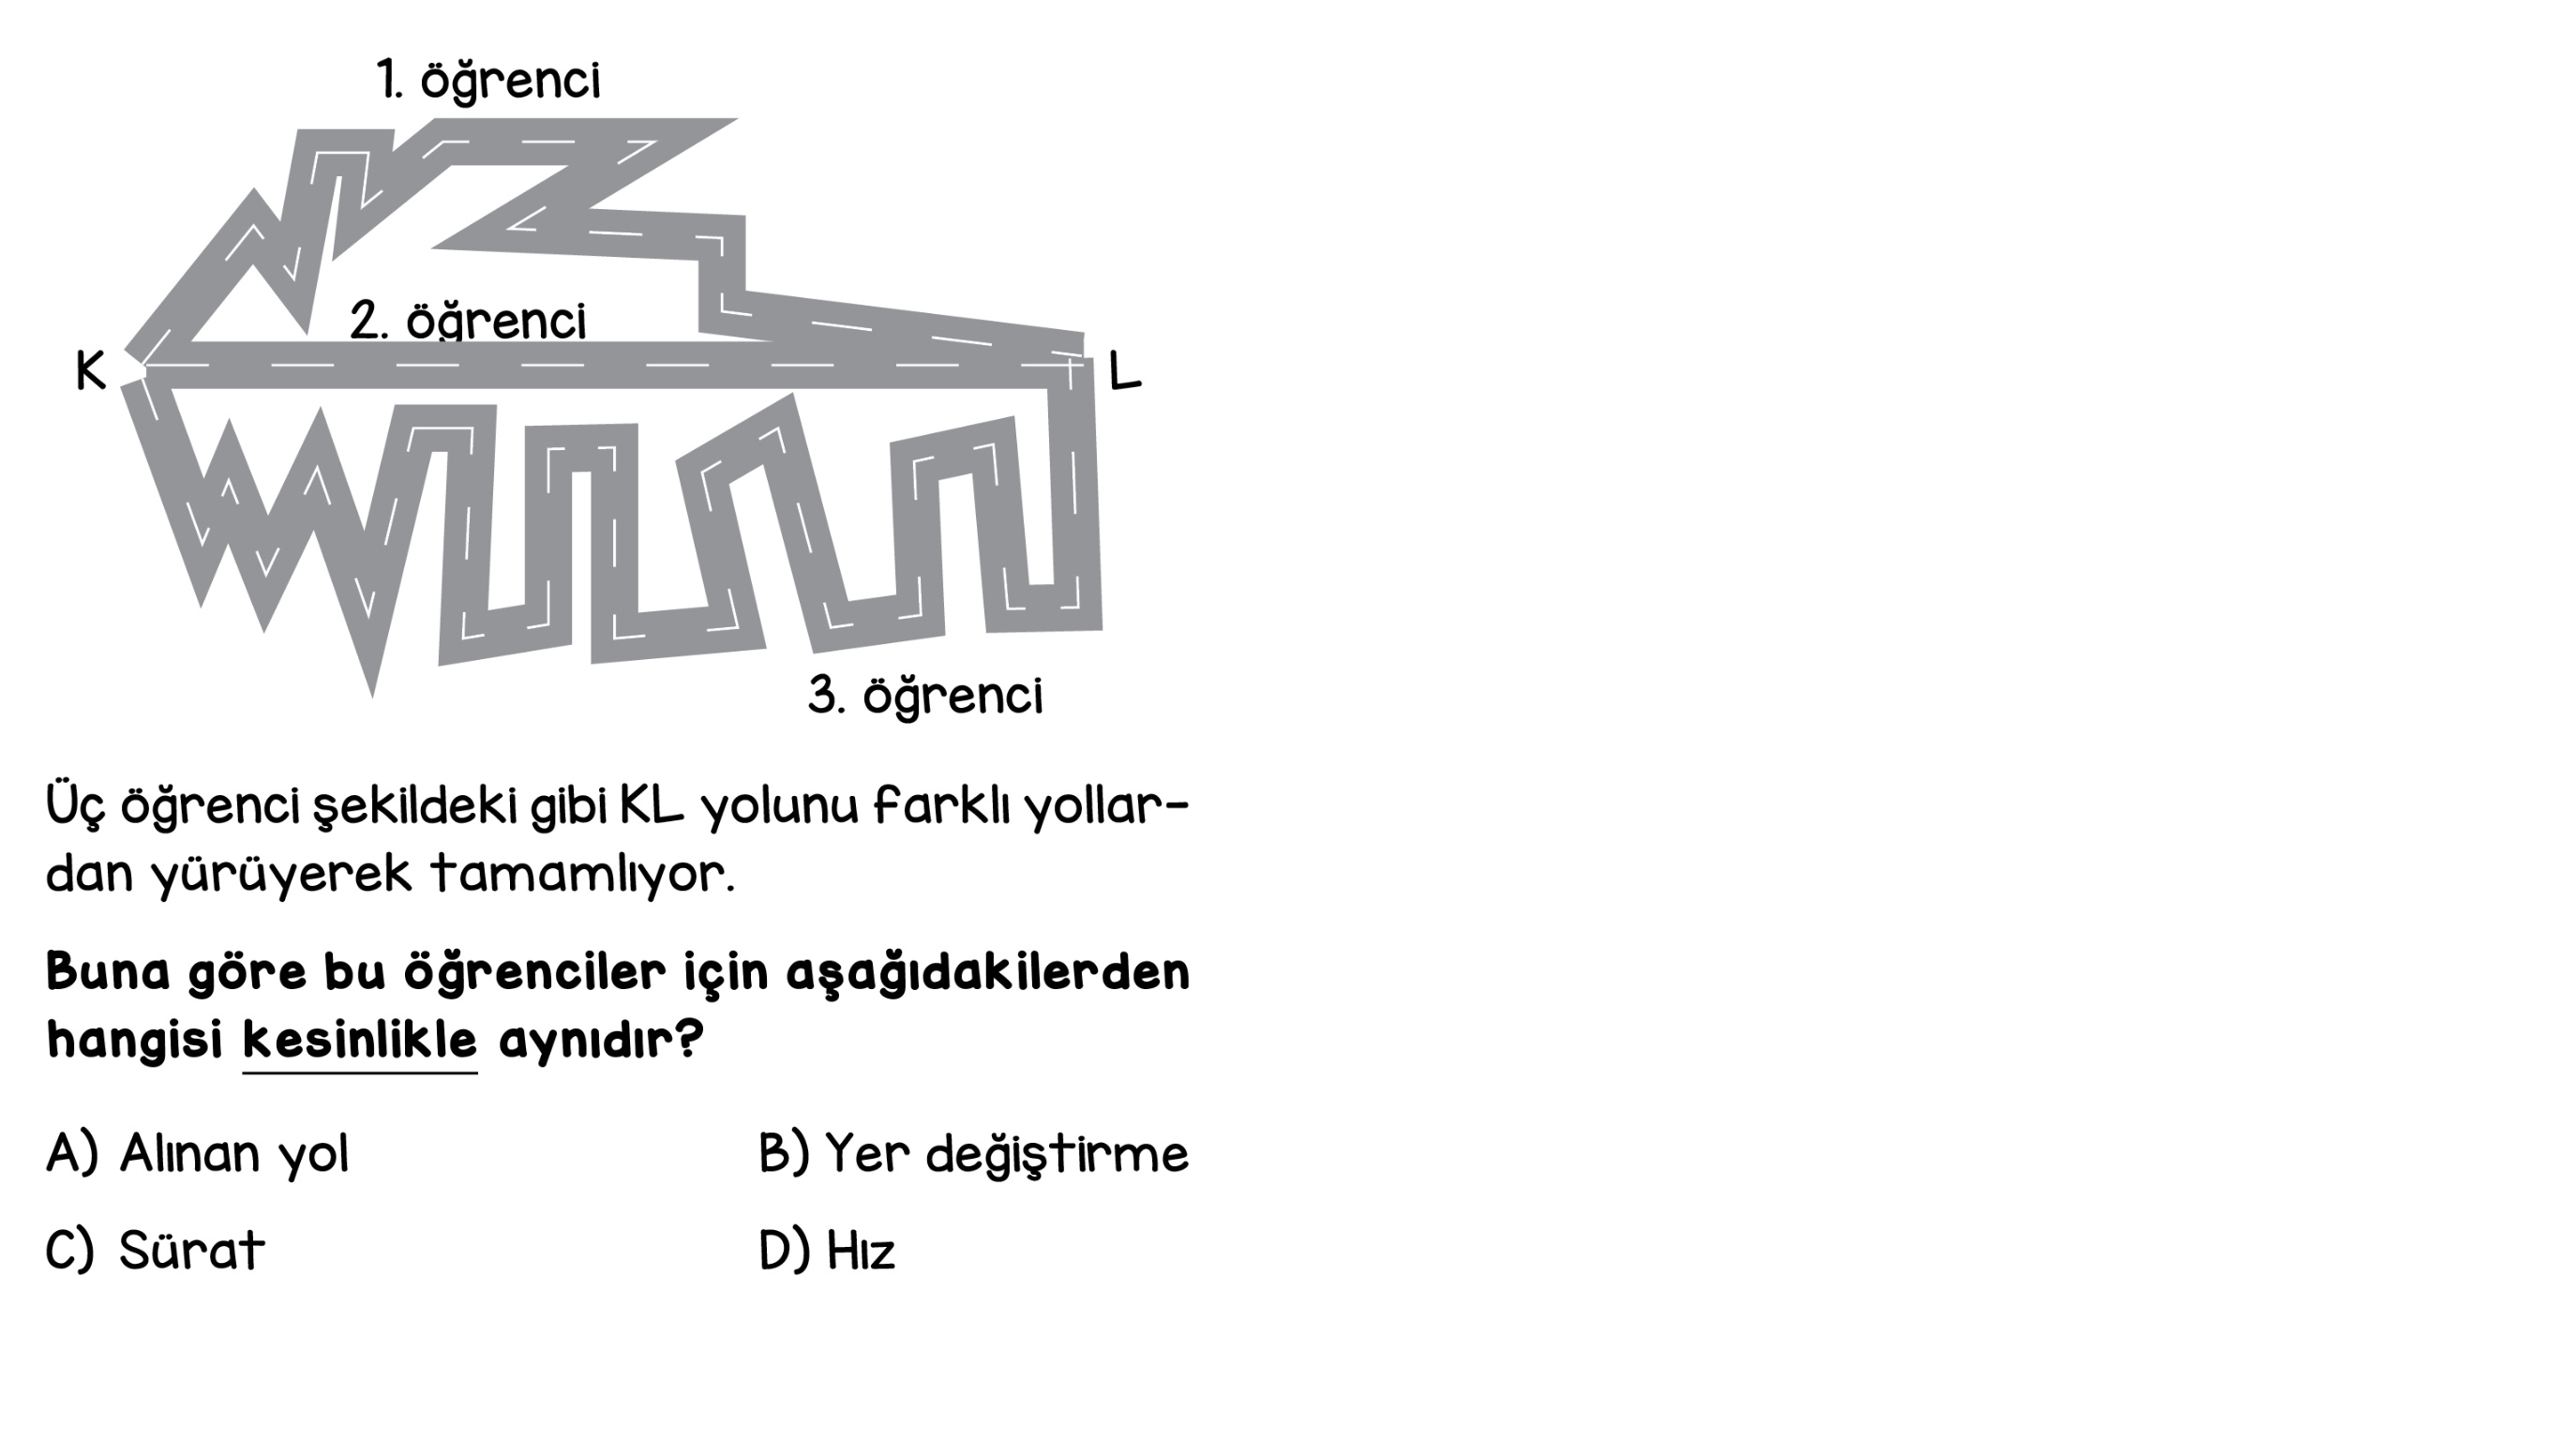 1. öğrenci
2. öğrenci
K
L
3. öğrenci
Üç öğrenci şekildeki gibi KL yolunu farklı yollar-
dan yürüyerek tamamlıyor.
Buna göre bu öğrenciler için aşağıdakilerden
hangisi kesinlikle aynıdır?
A) Alınan yol
B) Yer değiştirme
C) Sürat
D) Hız